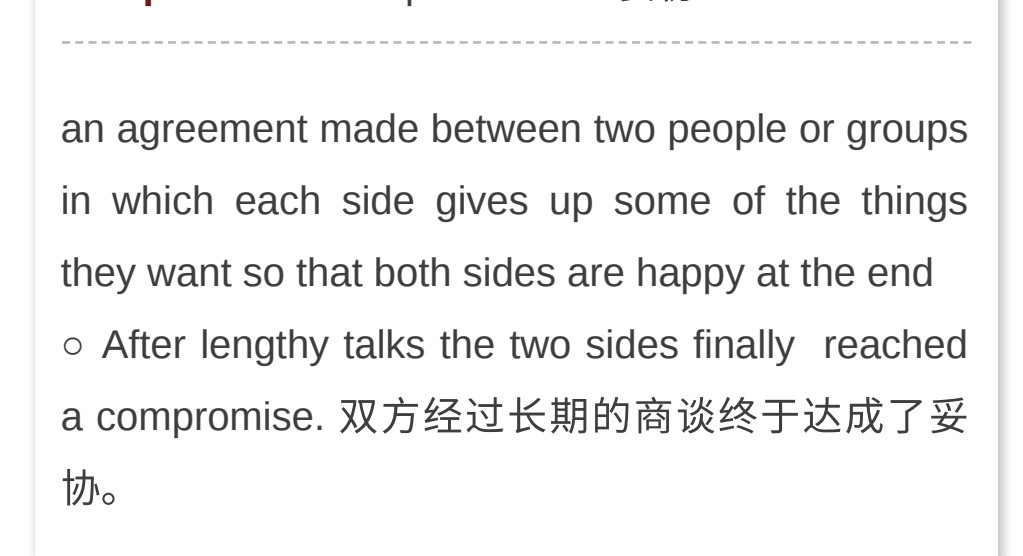 an agreement made between two people or groups
in which each side gives up some of the things
they want so that both sides are happy at the end
○ After lengthy talks the two sides finally reached
a compromise. 双方经过长期的商谈终于达成了妥
协。